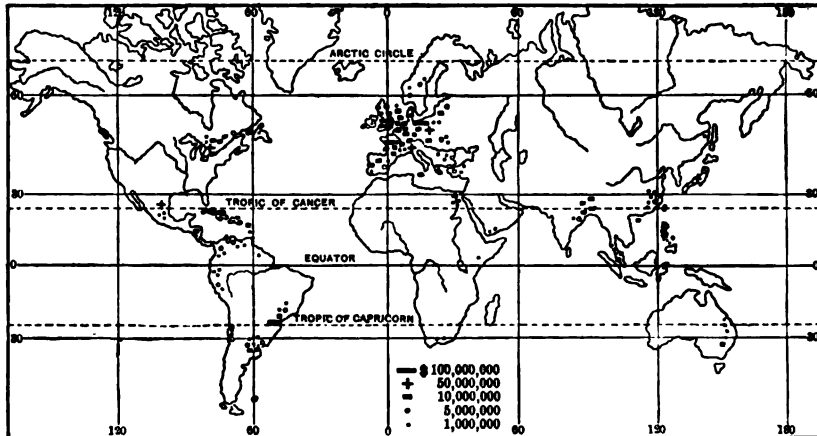 120 60 0 60 120 180
ARCTIC CIRCLE
60 60
30 30
TROPIC OF CANCER
EQUATOR
0 0
TROPIC OF CAPRICORN
30 30
$ 100,000,000
50,000,000
10,000,000
5,000,000
1,000,000
120 60 0 60 120 180